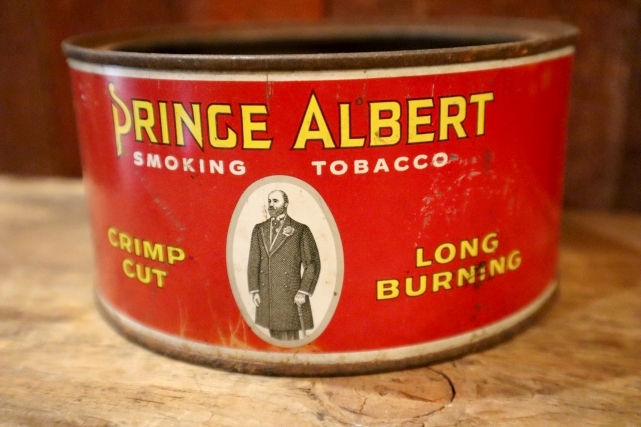 PRINCE ALBERT
SMOKING TOBACCO
CRIMP
CUT
LONG
BURNING